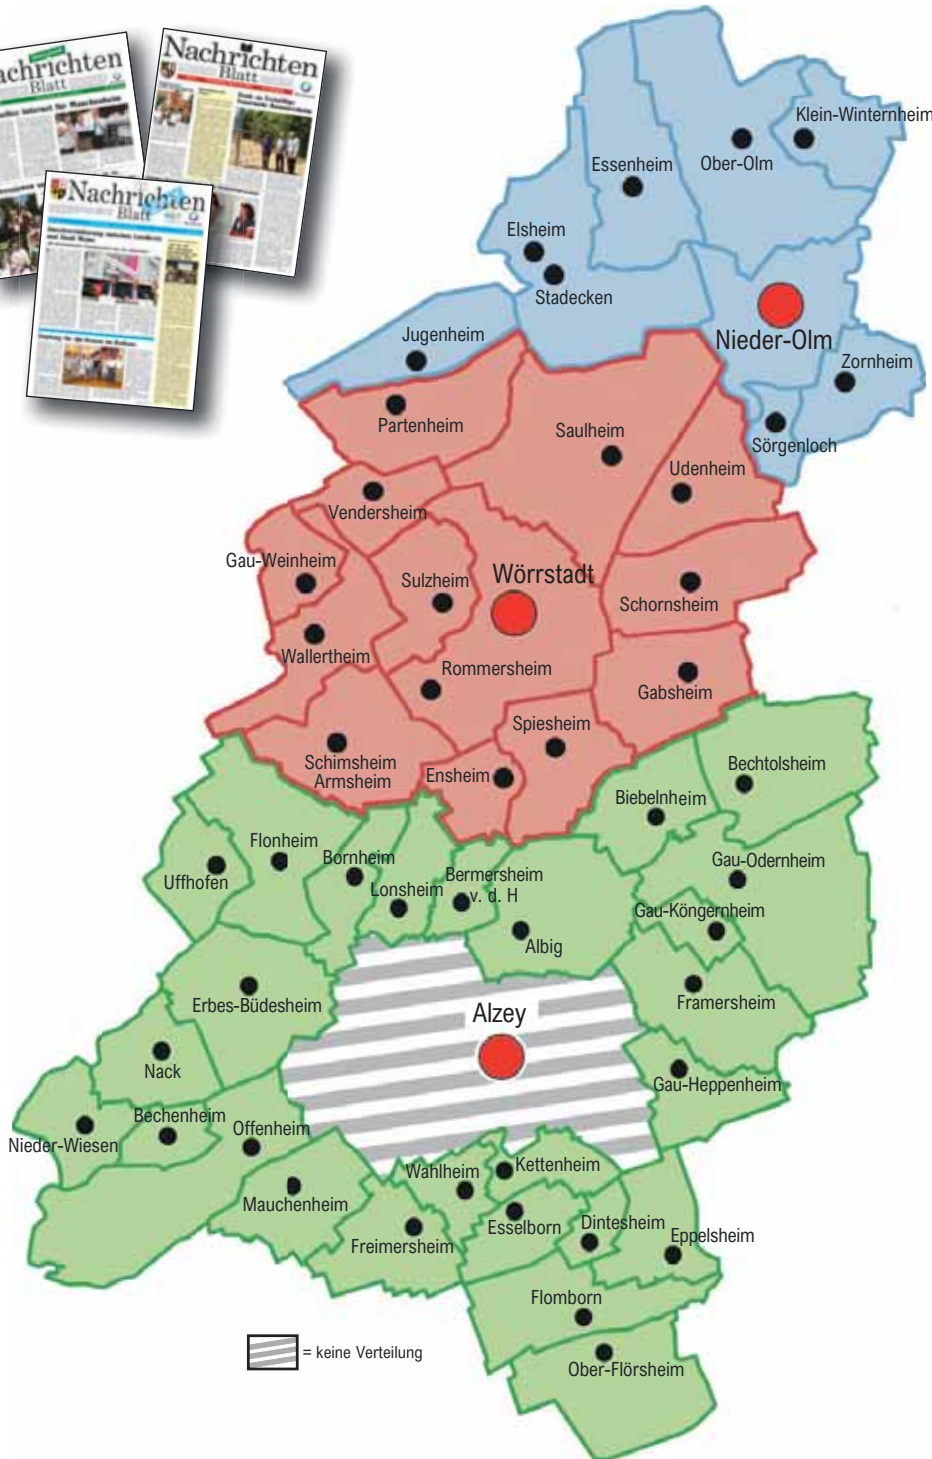 achrichten
Blatt
Nachrichten
Blatt
Nachrichten
Blatt
Klein-Winternheim
Ober-Olm
Essenheim
Elsheim
Stadecken
Jugenheim
Nieder-Olm
Zornheim
Sörgenloch
Partenheim
Saulheim
Udenheim
Vendersheim
Gau-Weinheim
Sulzheim
Wörrstadt
Schornsheim
Wallertheim
Rommersheim
Gabsheim
Spiesheim
Schimsheim
Armsheim
Ensheim
Bechtolsheim
Biebelnheim
Flonheim
Uffhofen
Bornheim
Lonsheim
Bermersheim
v. d. H
Gau-Odernheim
Gau-Köngernheim
Albig
Erbes-Büdesheim
Framersheim
Alzey
Nack
Gau-Heppenheim
Nieder-Wiesen
Bechenheim
Offenheim
Wahlheim
Kettenheim
Mauchenheim
Freimersheim
Esselborn
Dintesheim
Eppelsheim
Flomborn
= keine Verteilung
Ober-Flörsheim